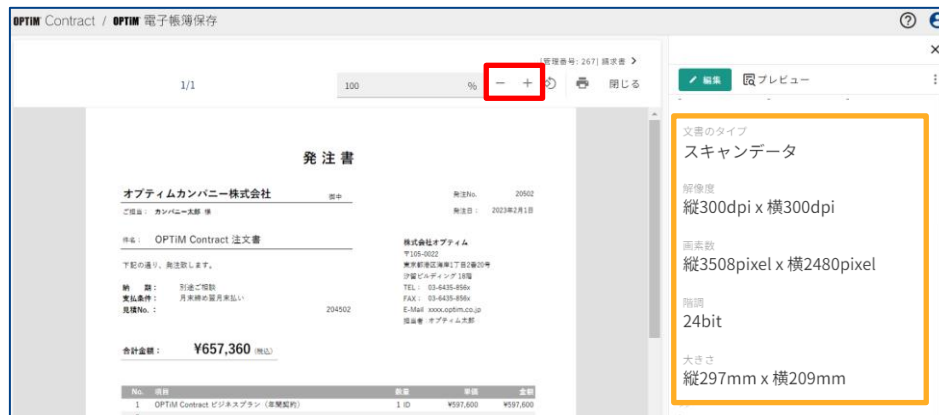 OPTiM Contract / OPTiM 電子帳簿保存
[管理番号: 267] 請求書
1/1
100 %
閉じる
発注書
オプティムカンパニー株式会社 御中
ご担当: カンパニー太郎 様
発注No. 20502
発注日: 2023年2月1日
件名: OPTiM Contract 注文書
下記の通り、発注致します。
株式会社オプティム
〒105-0022
東京都港区海岸1丁目2番20号
汐留ビルディング 18階
TEL: 03-6435-856x
FAX: 03-6435-856x
E-Mail xxxx.optim.co.jp
担当者 オプティム太郎
納 期: 別途ご相談
支払条件: 月末締め翌月末払い
見積No.: 204502
合計金額: ¥657,360 (税込)
No. 項目 数量 単価 金額
1 OPTiM Contract ビジネスプラン (年間契約) 1 ID ¥597,600 ¥597,600
編集 プレビュー
文書のタイプ
スキャンデータ
解像度
縦300dpi x 横300dpi
画素数
縦3508pixel x 横2480pixel
階調
24bit
大きさ
縦297mm x 横209mm